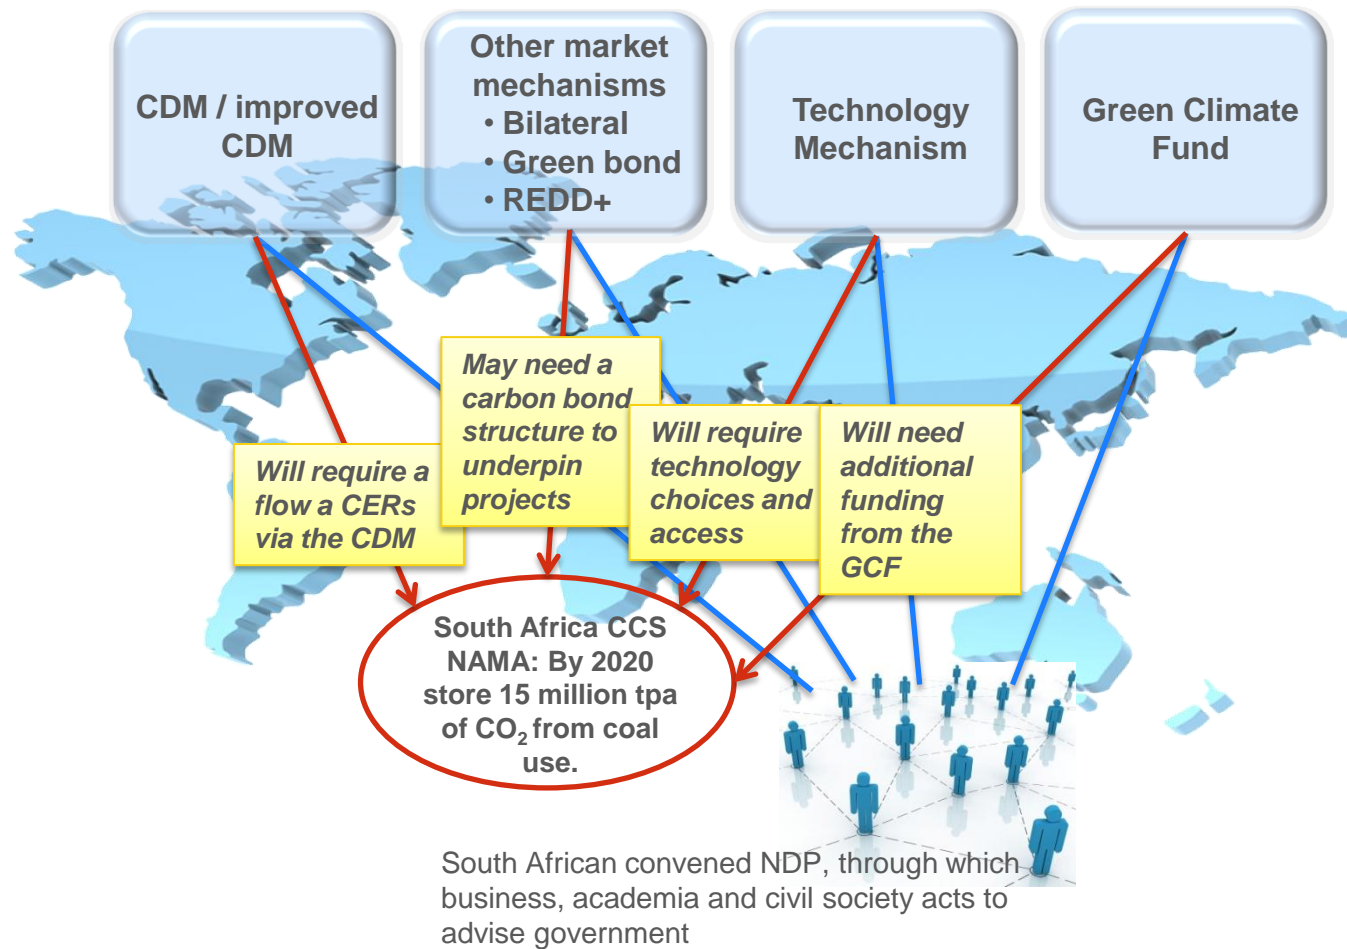 CDM / improved
CDM
Other market
mechanisms
• Bilateral
• Green bond
• REDD+
Technology
Mechanism
Green Climate
Fund
Will require a
flow a CERs
via the CDM
May need a
carbon bond
structure to
underpin
projects
Will require
technology
choices and
access
Will need
additional
funding
from the
GCF
South Africa CCS
NAMA: By 2020
store 15 million tpa
of CO₂ from coal
use.
South African convened NDP, through which
business, academia and civil society acts to
advise government